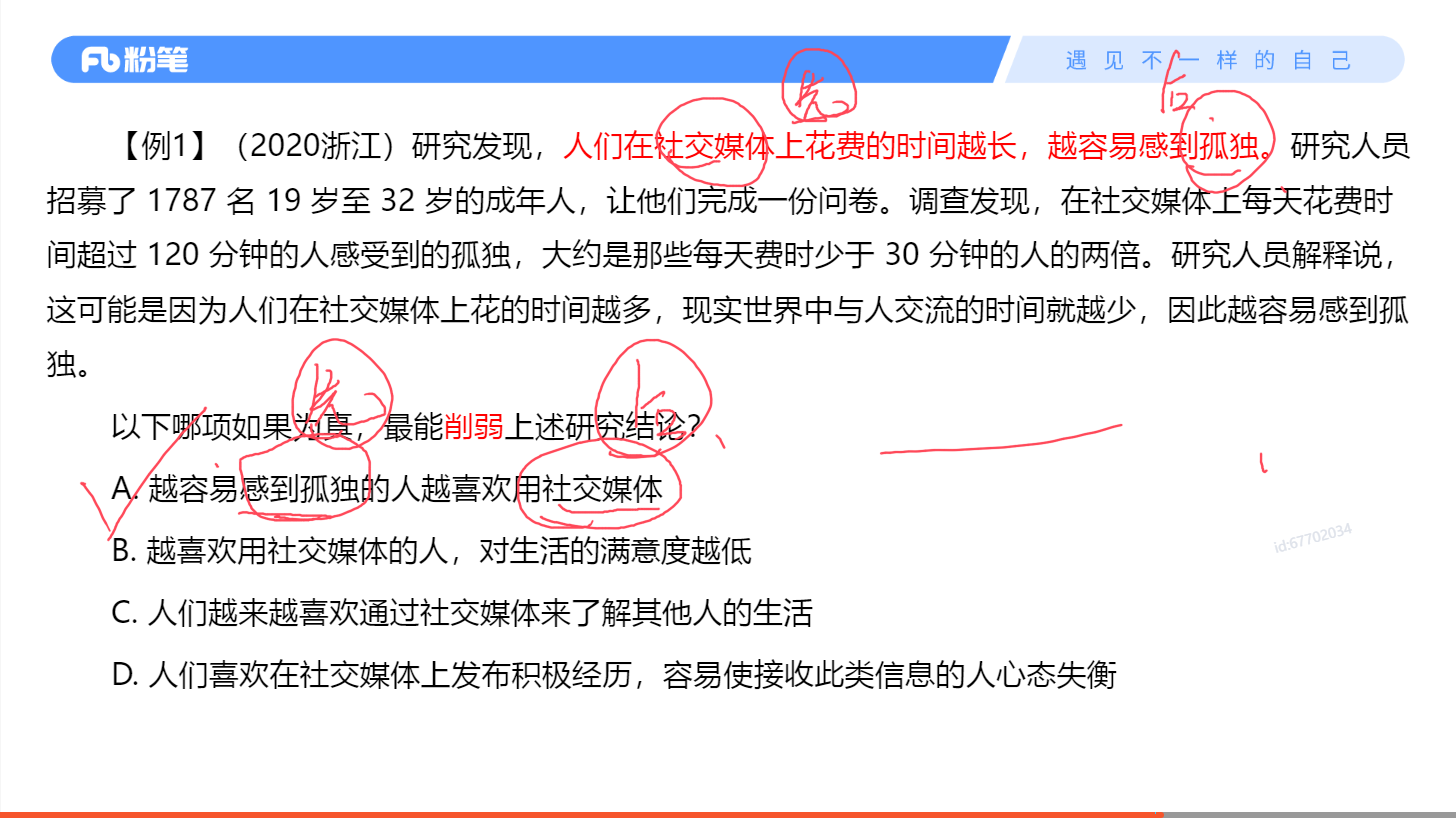 粉笔
遇见不一样的自己
先
后
【例1】（2020浙江）研究发现，人们在社交媒体上花费的时间越长，越容易感到孤独。研究人员
招募了 1787 名 19 岁至 32 岁的成年人，让他们完成一份问卷。调查发现，在社交媒体上每天花费时
间超过 120 分钟的人感受到的孤独，大约是那些每天费时少于 30 分钟的人的两倍。研究人员解释说，
这可能是因为人们在社交媒体上花的时间越多，现实世界中与人交流的时间就越少，因此越容易感到孤
独。
先
后
以下哪项如果为真，最能削弱上述研究结论？
A. 越容易感到孤独的人越喜欢用社交媒体
B. 越喜欢用社交媒体的人，对生活的满意度越低
id:67702034
C. 人们越来越喜欢通过社交媒体来了解其他人的生活
D. 人们喜欢在社交媒体上发布积极经历，容易使接收此类信息的人心态失衡